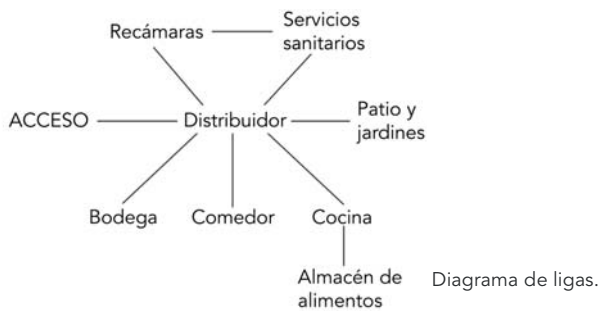 Recámaras
Servicios
sanitarios
ACCESO
Distribuidor
Patio y
jardines
Bodega
Comedor
Cocina
Almacén de
alimentos
Diagrama de ligas.